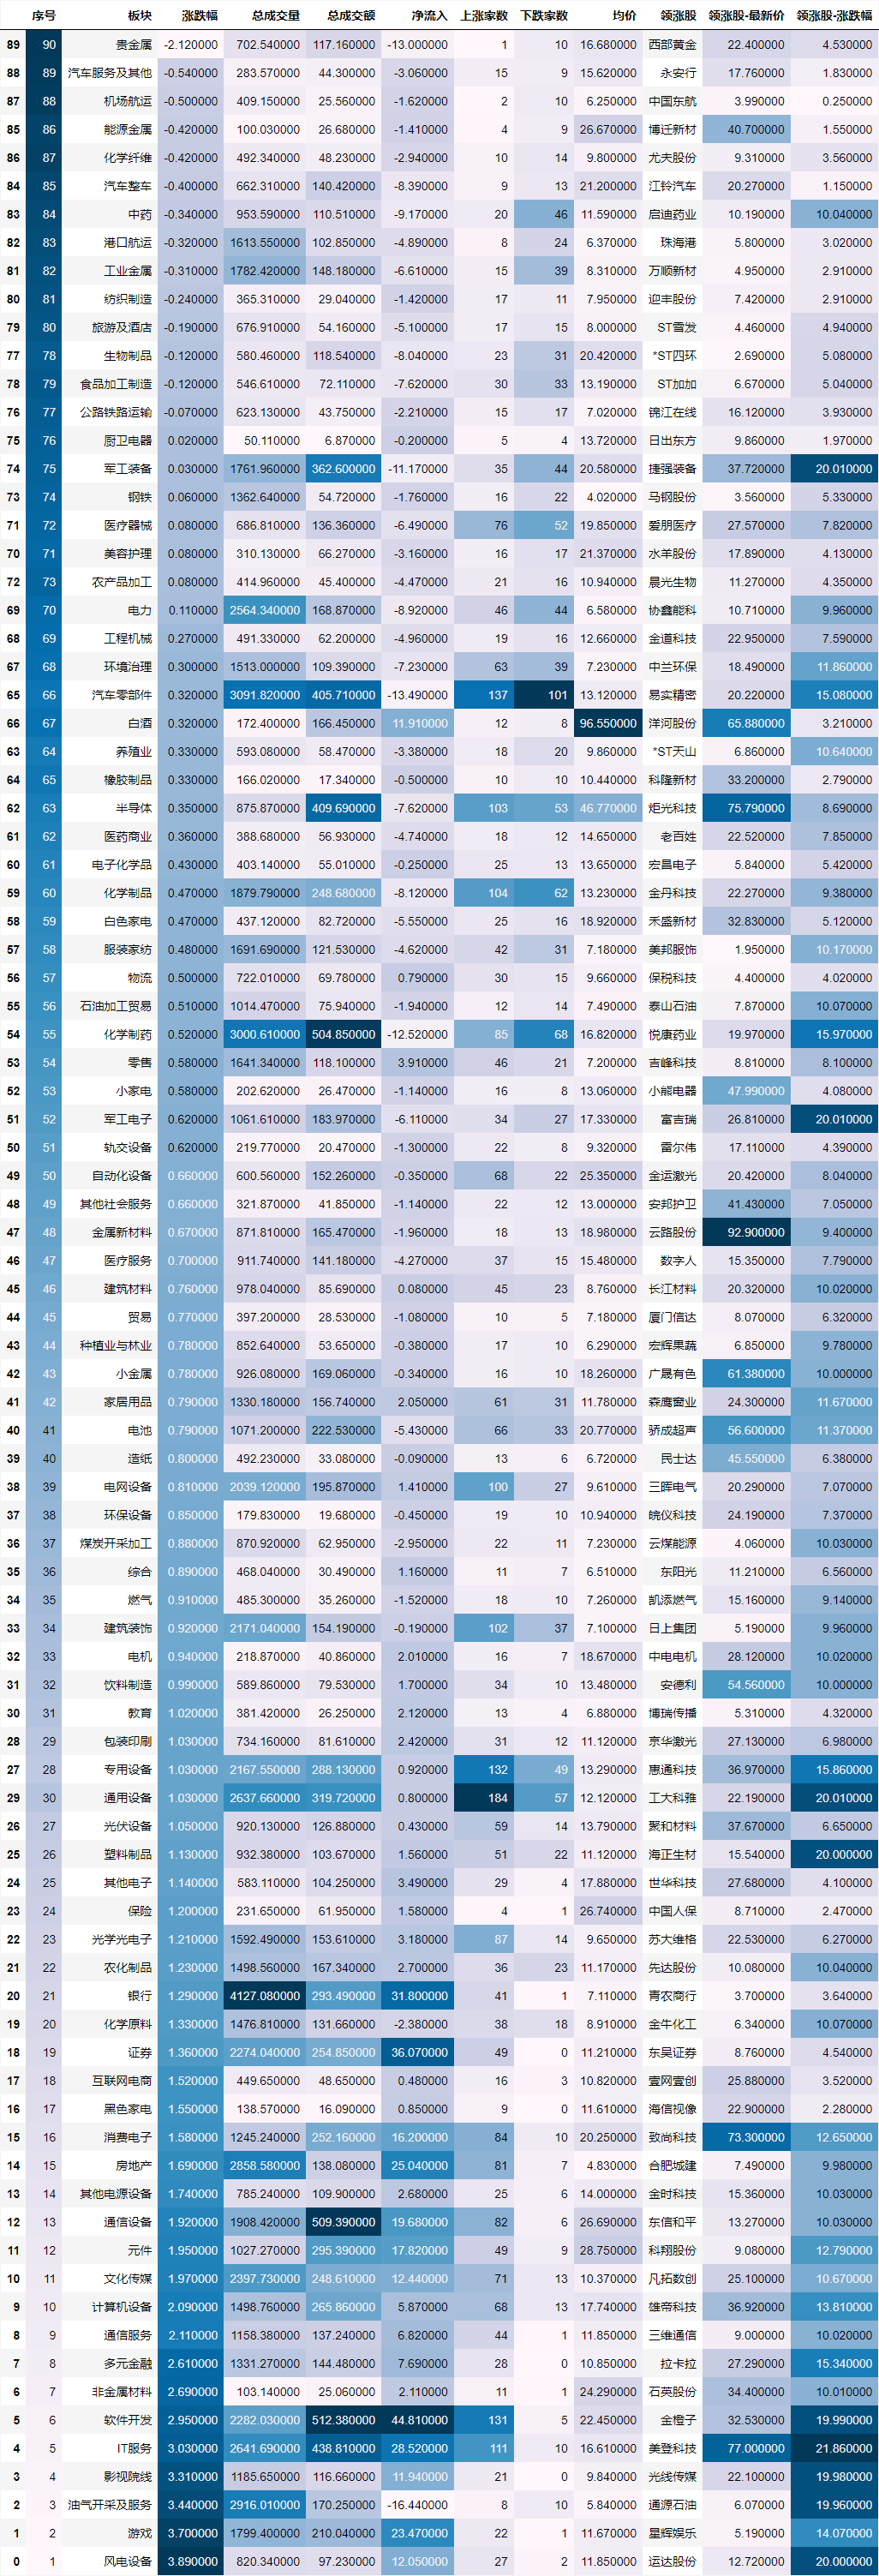 序号 板块 涨跌幅 总成交量 总成交额 净流入 上涨家数 下跌家数 均价 领涨股 领涨股-最新价 领涨股-涨跌幅
89 90 贵金属 -2.120000 702.540000 117.160000 -13.000000 1 10 16.680000 西部黄金 22.400000 4.530000
88 89 汽车服务及其他 -0.540000 283.570000 44.300000 -3.060000 15 9 15.620000 永安行 17.760000 1.830000
87 88 机场航运 -0.500000 409.150000 25.560000 -1.620000 2 10 6.250000 中国东航 3.990000 0.250000
85 86 能源金属 -0.420000 100.030000 26.680000 -1.410000 4 9 26.670000 博迁新材 40.700000 1.550000
86 87 化学纤维 -0.420000 492.340000 48.230000 -2.940000 10 14 9.800000 尤夫股份 9.310000 3.560000
84 85 汽车整车 -0.400000 662.310000 140.420000 -8.390000 9 13 21.200000 江铃汽车 20.270000 1.150000
83 84 中药 -0.340000 953.590000 110.510000 -9.170000 20 46 11.590000 启迪药业 10.190000 10.040000
82 83 港口航运 -0.320000 1613.550000 102.850000 -4.890000 8 24 6.370000 珠海港 5.800000 3.020000
81 82 工业金属 -0.310000 1782.420000 148.180000 -6.610000 15 39 8.310000 万顺新材 4.950000 2.910000
80 81 纺织制造 -0.240000 365.310000 29.040000 -1.420000 17 11 7.950000 迎丰股份 7.420000 2.910000
79 80 旅游及酒店 -0.190000 676.910000 54.160000 -5.100000 17 15 8.000000 ST雪发 4.460000 4.940000
77 78 生物制品 -0.120000 580.460000 118.540000 -8.040000 23 31 20.420000 *ST四环 2.690000 5.080000
78 79 食品加工制造 -0.120000 546.610000 72.110000 -7.620000 30 33 13.190000 ST加加 6.670000 5.040000
76 77 公路铁路运输 -0.070000 623.130000 43.750000 -2.210000 15 17 7.020000 锦江在线 16.120000 3.930000
75 76 厨卫电器 0.020000 50.110000 6.870000 -0.200000 5 4 13.720000 日出东方 9.860000 1.970000
74 75 军工装备 0.030000 1761.960000 362.600000 -11.170000 35 44 20.580000 捷强装备 37.720000 20.010000
73 74 钢铁 0.060000 1362.640000 54.720000 -1.760000 16 22 4.020000 马钢股份 3.560000 5.330000
71 72 医疗器械 0.080000 686.810000 136.360000 -6.490000 76 52 19.850000 爱朋医疗 27.570000 7.820000
70 71 美容护理 0.080000 310.130000 66.270000 -3.160000 16 17 21.370000 水羊股份 17.890000 4.130000
72 73 农产品加工 0.080000 414.960000 45.400000 -4.470000 21 16 10.940000 晨光生物 11.270000 4.350000
69 70 电力 0.110000 2564.340000 168.870000 -8.920000 46 44 6.580000 协鑫能科 10.710000 9.960000
68 69 工程机械 0.270000 491.330000 62.200000 -4.960000 19 16 12.660000 金道科技 22.950000 7.590000
67 68 环境治理 0.300000 1513.000000 109.390000 -7.230000 63 39 7.230000 中兰环保 18.490000 11.860000
65 66 汽车零部件 0.320000 3091.820000 405.710000 -13.490000 137 101 13.120000 易实精密 20.220000 15.080000
66 67 白酒 0.320000 172.400000 166.450000 11.910000 12 8 96.550000 洋河股份 65.880000 3.210000
63 64 养殖业 0.330000 593.080000 58.470000 -3.380000 18 20 9.860000 *ST天山 6.860000 10.640000
64 65 橡胶制品 0.330000 166.020000 17.340000 -0.500000 10 10 10.440000 科隆新材 33.200000 2.790000
62 63 半导体 0.350000 875.870000 409.690000 -7.620000 103 53 46.770000 炬光科技 75.790000 8.690000
61 62 医药商业 0.360000 388.680000 56.930000 -4.740000 18 12 14.650000 老百姓 22.520000 7.850000
60 61 电子化学品 0.430000 403.140000 55.010000 -0.250000 25 13 13.650000 宏昌电子 5.840000 5.420000
59 60 化学制品 0.470000 1879.790000 248.680000 -8.120000 104 62 13.230000 金丹科技 22.270000 9.380000
58 59 白色家电 0.470000 437.120000 82.720000 -5.550000 25 16 18.920000 禾盛新材 32.830000 5.120000
57 58 服装家纺 0.480000 1691.690000 121.530000 -4.620000 42 31 7.180000 美邦服饰 1.950000 10.170000
56 57 物流 0.500000 722.010000 69.780000 0.790000 30 15 9.660000 保税科技 4.400000 4.020000
55 56 石油加工贸易 0.510000 1014.470000 75.940000 -1.940000 12 14 7.490000 泰山石油 7.870000 10.070000
54 55 化学制药 0.520000 3000.610000 504.850000 -12.520000 85 68 16.820000 悦康药业 19.970000 15.970000
53 54 零售 0.580000 1641.340000 118.100000 3.910000 46 21 7.200000 吉峰科技 8.810000 8.100000
52 53 小家电 0.580000 202.620000 26.470000 -1.140000 16 8 13.060000 小熊电器 47.990000 4.080000
51 52 军工电子 0.620000 1061.610000 183.970000 -6.110000 34 27 17.330000 富吉瑞 26.810000 20.010000
50 51 轨交设备 0.620000 219.770000 20.470000 -1.300000 22 8 9.320000 雷尔伟 17.110000 4.390000
49 50 自动化设备 0.660000 600.560000 152.260000 -0.350000 68 22 25.350000 金运激光 20.420000 8.040000
48 49 其他社会服务 0.660000 321.870000 41.850000 -1.140000 22 12 13.000000 安邦护卫 41.430000 7.050000
47 48 金属新材料 0.670000 871.810000 165.470000 -1.960000 18 13 18.980000 云路股份 92.900000 9.400000
46 47 医疗服务 0.700000 911.740000 141.180000 -4.270000 37 15 15.480000 数字人 15.350000 7.790000
45 46 建筑材料 0.760000 978.040000 85.690000 0.080000 45 23 8.760000 长江材料 20.320000 10.020000
44 45 贸易 0.770000 397.200000 28.530000 -1.080000 10 5 7.180000 厦门信达 8.070000 6.320000
43 44 种植业与林业 0.780000 852.640000 53.650000 -0.380000 17 10 6.290000 宏辉果蔬 6.850000 9.780000
42 43 小金属 0.780000 926.080000 169.060000 -0.340000 16 10 18.260000 广晟有色 61.380000 10.000000
41 42 家居用品 0.790000 1330.180000 156.740000 2.050000 61 31 11.780000 森鹰窗业 24.300000 11.670000
40 41 电池 0.790000 1071.200000 222.530000 -5.430000 66 33 20.770000 骄成超声 56.600000 11.370000
39 40 造纸 0.800000 492.230000 33.080000 -0.090000 13 6 6.720000 民士达 45.550000 6.380000
38 39 电网设备 0.810000 2039.120000 195.870000 1.410000 100 27 9.610000 三晖电气 20.290000 7.070000
37 38 环保设备 0.850000 179.830000 19.680000 -0.450000 19 10 10.940000 皖仪科技 24.190000 7.370000
36 37 煤炭开采加工 0.880000 870.920000 62.950000 -2.950000 22 11 7.230000 云煤能源 4.060000 10.030000
35 36 综合 0.890000 468.040000 30.490000 1.160000 11 7 6.510000 东阳光 11.210000 6.560000
34 35 燃气 0.910000 485.300000 35.260000 -1.520000 18 10 7.260000 凯添燃气 15.160000 9.140000
33 34 建筑装饰 0.920000 2171.040000 154.190000 -0.190000 102 37 7.100000 日上集团 5.190000 9.960000
32 33 电机 0.940000 218.870000 40.860000 2.010000 16 7 18.670000 中电电机 28.120000 10.020000
31 32 饮料制造 0.990000 589.860000 79.530000 1.700000 34 10 13.480000 安德利 54.560000 10.000000
30 31 教育 1.020000 381.420000 26.250000 2.120000 13 4 6.880000 博瑞传播 5.310000 4.320000
28 29 包装印刷 1.030000 734.160000 81.610000 2.420000 31 12 11.120000 京华激光 27.130000 6.980000
27 28 专用设备 1.030000 2167.550000 288.130000 0.920000 132 49 13.290000 惠通科技 36.970000 15.860000
29 30 通用设备 1.030000 2637.660000 319.720000 0.800000 184 57 12.120000 工大科雅 22.190000 20.010000
26 27 光伏设备 1.050000 920.130000 126.880000 0.430000 59 14 13.790000 聚和材料 37.670000 6.650000
25 26 塑料制品 1.130000 932.380000 103.670000 1.560000 51 22 11.120000 海正生材 15.540000 20.000000
24 25 其他电子 1.140000 583.110000 104.250000 3.490000 29 4 17.880000 世华科技 27.680000 4.100000
23 24 保险 1.200000 231.650000 61.950000 1.580000 4 1 26.740000 中国人保 8.710000 2.470000
22 23 光学光电子 1.210000 1592.490000 153.610000 3.180000 87 14 9.650000 苏大维格 22.530000 6.270000
21 22 农化制品 1.230000 1498.560000 167.340000 2.700000 36 23 11.170000 先达股份 10.080000 10.040000
20 21 银行 1.290000 4127.080000 293.490000 31.800000 41 1 7.110000 青农商行 3.700000 3.640000
19 20 化学原料 1.330000 1476.810000 131.660000 -2.380000 38 18 8.910000 金牛化工 6.340000 10.070000
18 19 证券 1.360000 2274.040000 254.850000 36.070000 49 0 11.210000 东吴证券 8.760000 4.540000
17 18 互联网电商 1.520000 449.650000 48.650000 0.480000 16 3 10.820000 壹网壹创 25.880000 3.520000
16 17 黑色家电 1.550000 138.570000 16.090000 0.850000 9 0 11.610000 海信视像 22.900000 2.280000
15 16 消费电子 1.580000 1245.240000 252.160000 16.200000 84 10 20.250000 致尚科技 73.300000 12.650000
14 15 房地产 1.690000 2858.580000 138.080000 25.040000 81 7 4.830000 合肥城建 7.490000 9.980000
13 14 其他电源设备 1.740000 785.240000 109.900000 2.680000 25 6 14.000000 金时科技 15.360000 10.030000
12 13 通信设备 1.920000 1908.420000 509.390000 19.680000 82 6 26.690000 东信和平 13.270000 10.030000
11 12 元件 1.950000 1027.270000 295.390000 17.820000 49 9 28.750000 科翔股份 9.080000 12.790000
10 11 文化传媒 1.970000 2397.730000 248.610000 12.440000 71 13 10.370000 凡拓数创 25.100000 10.670000
9 10 计算机设备 2.090000 1498.760000 265.860000 5.870000 68 13 17.740000 雄帝科技 36.920000 13.810000
8 9 通信服务 2.110000 1158.380000 137.240000 6.820000 44 1 11.850000 三维通信 9.000000 10.020000
7 8 多元金融 2.610000 1331.270000 144.480000 7.690000 28 0 10.850000 拉卡拉 27.290000 15.340000
6 7 非金属材料 2.690000 103.140000 25.060000 2.110000 11 1 24.290000 石英股份 34.400000 10.010000
5 6 软件开发 2.950000 2282.030000 512.380000 44.810000 131 5 22.450000 金橙子 32.530000 19.990000
4 5 IT服务 3.030000 2641.690000 438.810000 28.520000 111 10 16.610000 美登科技 77.000000 21.860000
3 4 影视院线 3.310000 1185.650000 116.660000 11.940000 21 0 9.840000 光线传媒 22.100000 19.980000
2 3 油气开采及服务 3.440000 2916.010000 170.250000 -16.440000 8 10 5.840000 通源石油 6.070000 19.960000
1 2 游戏 3.700000 1799.400000 210.040000 23.470000 22 1 11.670000 星辉娱乐 5.190000 14.070000
0 1 风电设备 3.890000 820.340000 97.230000 12.050000 27 2 11.850000 运达股份 12.720000 20.000000